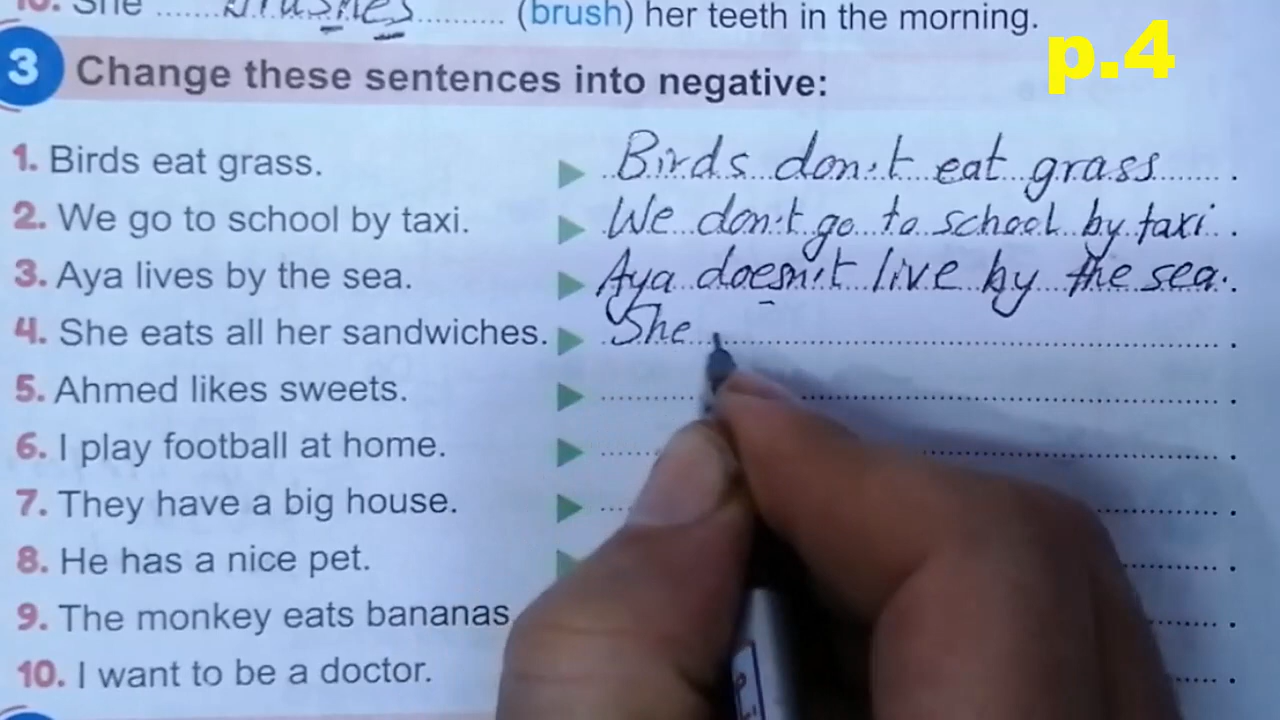 10. She ........ brushes ........ (brush) her teeth in the morning.
p.4
3 Change these sentences into negative:
1. Birds eat grass. ▶ Birds don't eat grass .
2. We go to school by taxi. ▶ We don't go to school by taxi .
3. Aya lives by the sea. ▶ Aya doesn't live by the sea. .
4. She eats all her sandwiches. ▶ She .
5. Ahmed likes sweets. ▶ .
6. I play football at home. ▶ .
7. They have a big house. ▶ .
8. He has a nice pet. ▶ .
9. The monkey eats bananas .
10. I want to be a doctor. .